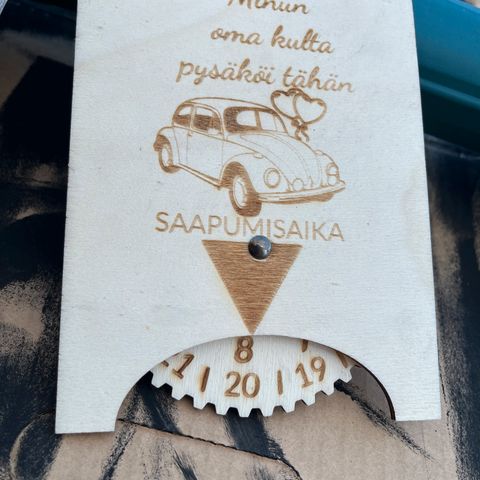 Minun
oma kulta
pysäköi tähän
SAAPUMISAIKA
8
20 19